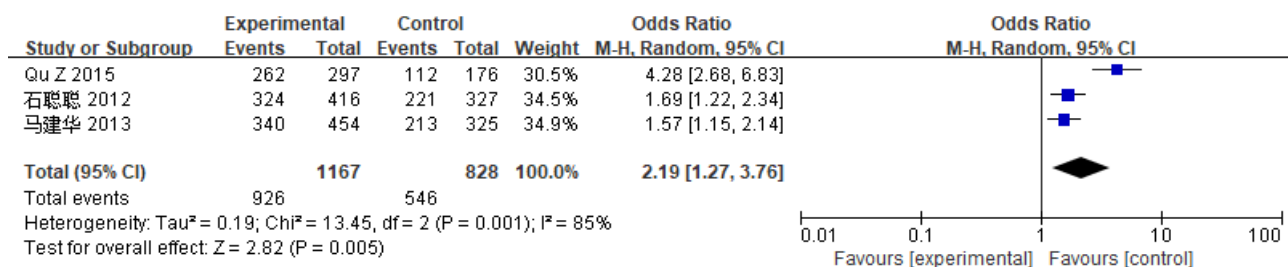 Experimental Control Odds Ratio Odds Ratio
Study or Subgroup Events Total Events Total Weight M-H, Random, 95% CI M-H, Random, 95% CI
Qu Z 2015 262 297 112 176 30.5% 4.28 [2.68, 6.83]
石聪聪 2012 324 416 221 327 34.5% 1.69 [1.22, 2.34]
马建华 2013 340 454 213 325 34.9% 1.57 [1.15, 2.14]
Total (95% CI) 1167 828 100.0% 2.19 [1.27, 3.76]
Total events 926 546
Heterogeneity: Tau² = 0.19; Chi² = 13.45, df = 2 (P = 0.001); I² = 85%
Test for overall effect: Z = 2.82 (P = 0.005)
0.01 0.1 1 10 100
Favours [experimental] Favours [control]